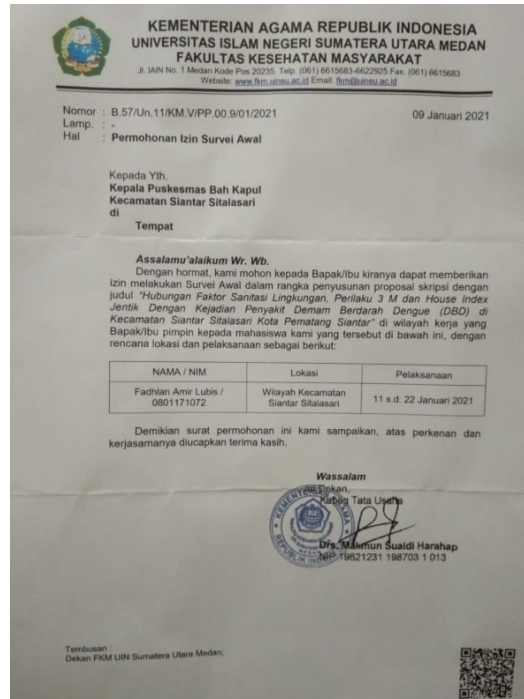 KEMENTERIAN AGAMA REPUBLIK INDONESIA
UNIVERSITAS ISLAM NEGERI SUMATERA UTARA MEDAN
FAKULTAS KESEHATAN MASYARAKAT
Jl. IAIN No. 1 Medan Kode Pos 20235. Telp. (061) 6615683-6622925 Fax. (061) 6615683
Website: www.fkm.uinsu.ac.id Email: fkm@uinsu.ac.id
Nomor : B.57/Un.11/KM.V/PP.00.9/01/2021 09 Januari 2021
Lamp. : -
Hal : Permohonan Izin Survei Awal
Kepada Yth.
Kepala Puskesmas Bah Kapul
Kecamatan Siantar Sitalasari
di
Tempat
Assalamu'alaikum Wr. Wb.
Dengan hormat, kami mohon kepada Bapak/Ibu kiranya dapat memberikan
izin melakukan Survei Awal dalam rangka penyusunan proposal skripsi dengan
judul "Hubungan Faktor Sanitasi Lingkungan, Perilaku 3 M dan House Index
Jentik Dengan Kejadian Penyakit Demam Berdarah Dengue (DBD) di
Kecamatan Siantar Sitalasari Kota Pematang Siantar" di wilayah kerja yang
Bapak/Ibu pimpin kepada mahasiswa kami yang tersebut di bawah ini, dengan
rencana lokasi dan pelaksanaan sebagai berikut:
NAMA / NIM Lokasi Pelaksanaan
Fadhlan Amir Lubis / Wilayah Kecamatan 11 s.d. 22 Januari 2021
0801171072 Siantar Sitalasari
Demikian surat permohonan ini kami sampaikan, atas perkenan dan
kerjasamanya diucapkan terima kasih.
Wassalam
Dekan,
Kabag Tata Usaha
KEMENTERIAN AGAMA
REPUBLIK INDONESIA
Drs. Makmun Suaidi Harahap
NIP. 19621231 198703 1 013
Tembusan :
Dekan FKM UIN Sumatera Utara Medan;